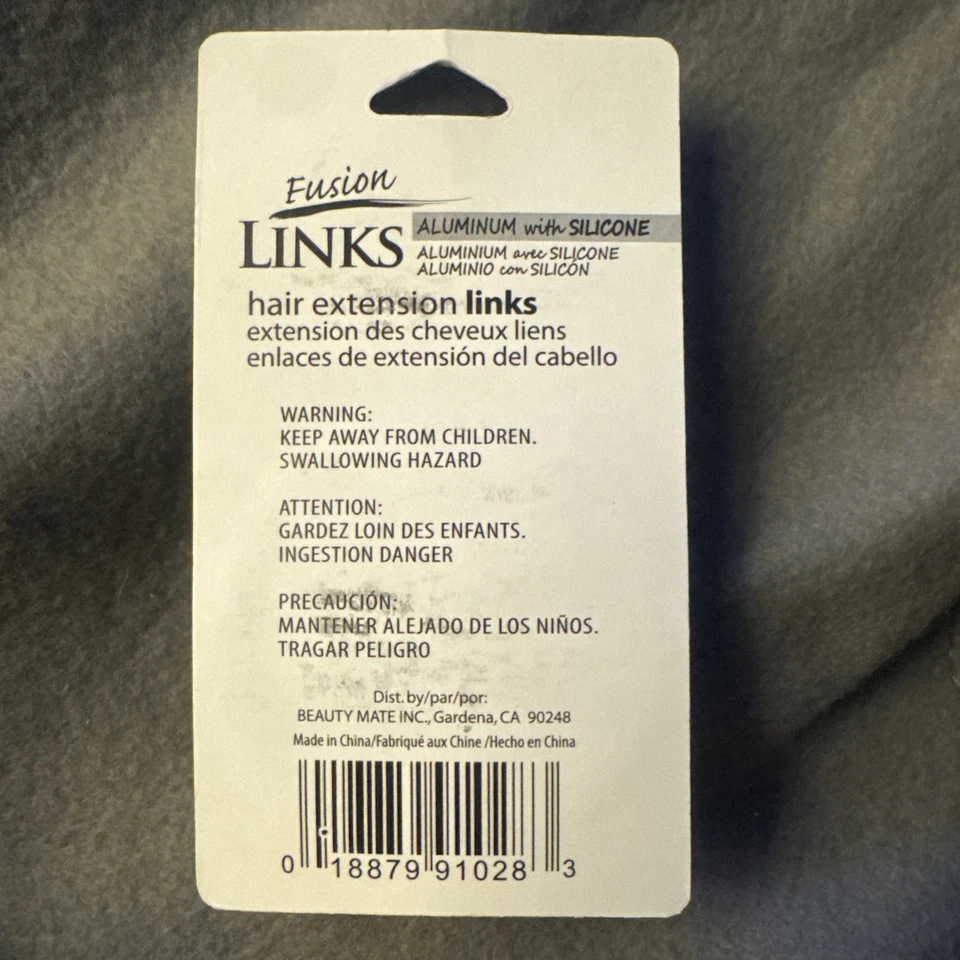 Fusion
LINKS
ALUMINUM with SILICONE
ALUMINIUM avec SILICONE
ALUMINIO con SILICÓN
hair extension links
extension des cheveux liens
enlaces de extensión del cabello
WARNING:
KEEP AWAY FROM CHILDREN.
SWALLOWING HAZARD
ATTENTION:
GARDEZ LOIN DES ENFANTS.
INGESTION DANGER
PRECAUCIÓN:
MANTENER ALEJADO DE LOS NIÑOS.
TRAGAR PELIGRO
Dist. by/par/por:
BEAUTY MATE INC., Gardena, CA 90248
Made in China/Fabriqué aux Chine /Hecho en China
0 18879 91028 3